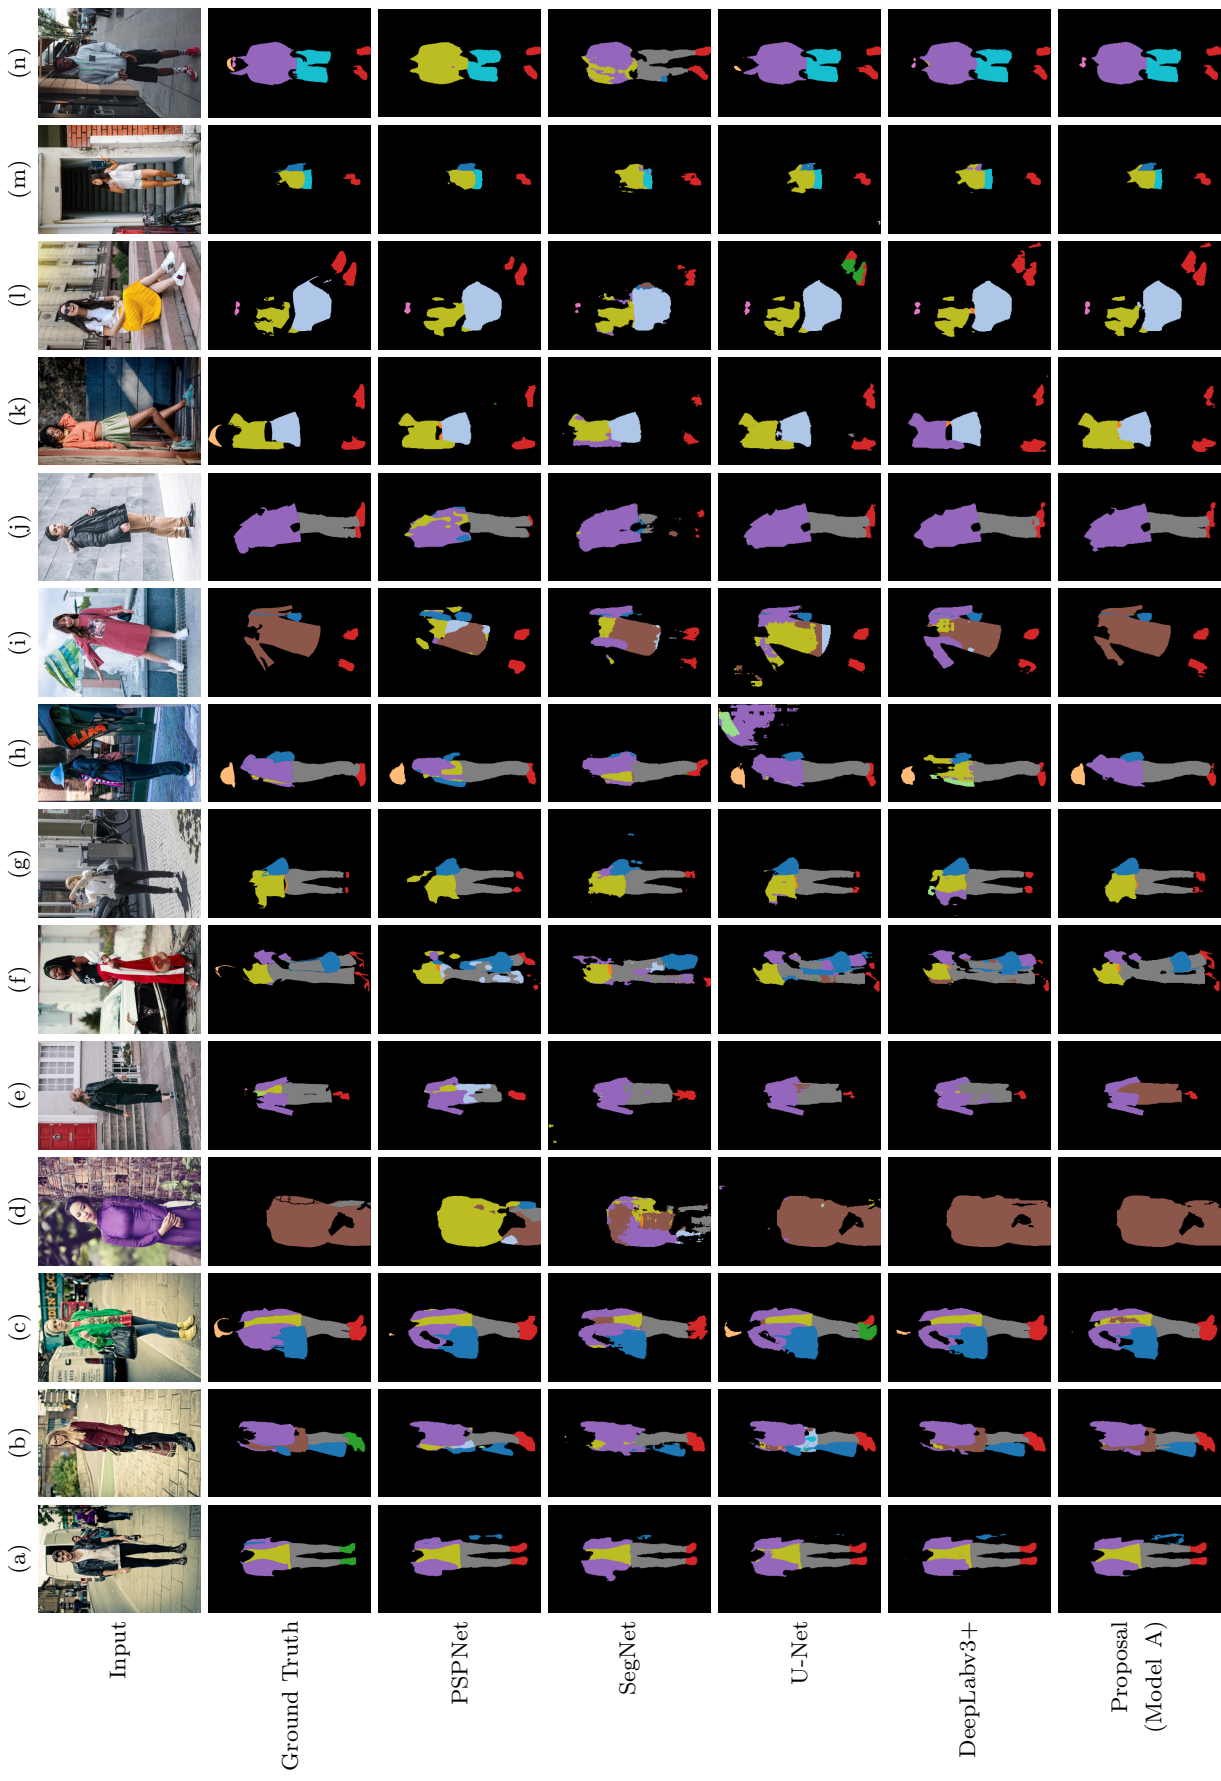 (a) (b) (c) (d) (e) (f) (g) (h) (i) (j) (k) (l) (m) (n)
Input
Ground Truth
PSPNet
SegNet
U-Net
DeepLabv3+
Proposal
(Model A)